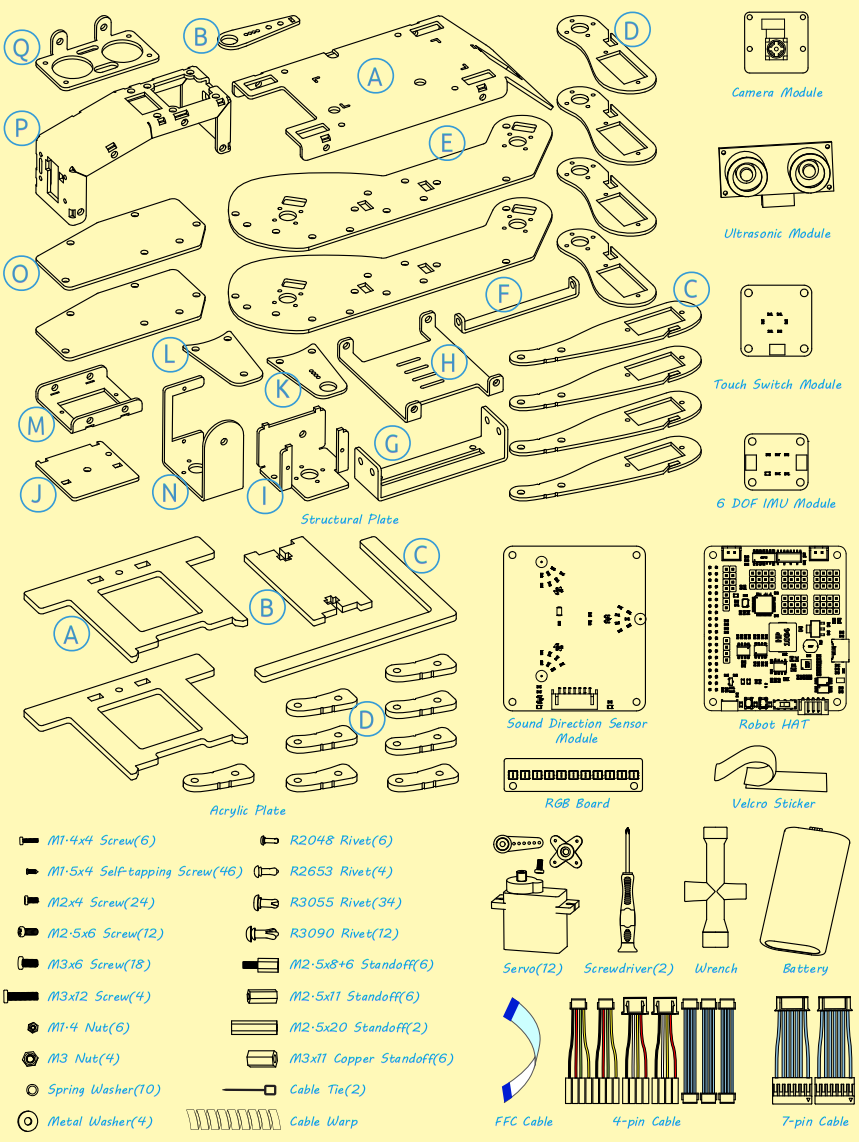 Q
B
A
D
Camera Module
P
E
Ultrasonic Module
O
F
C
L
K
H
Touch Switch Module
M
G
J
N
I
6 DOF IMU Module
Structural Plate
A
B
C
HP
1084
D
Sound Direction Sensor
Module
Robot HAT
Acrylic Plate
RGB Board
Velcro Sticker
M1.4x4 Screw(6)
M1.5x4 Self-tapping Screw(46)
M2x4 Screw(24)
M2.5x6 Screw(12)
M3x6 Screw(18)
M3x12 Screw(4)
M1.4 Nut(6)
M3 Nut(4)
Spring Washer(10)
Metal Washer(4)
R2048 Rivet(6)
R2653 Rivet(4)
R3055 Rivet(34)
R3090 Rivet(12)
M2.5x8+6 Standoff(6)
M2.5x11 Standoff(6)
M2.5x20 Standoff(2)
M3x11 Copper Standoff(6)
Cable Tie(2)
Cable Warp
Servo(12)
Screwdriver(2)
Wrench
Battery
FFC Cable
4-pin Cable
7-pin Cable